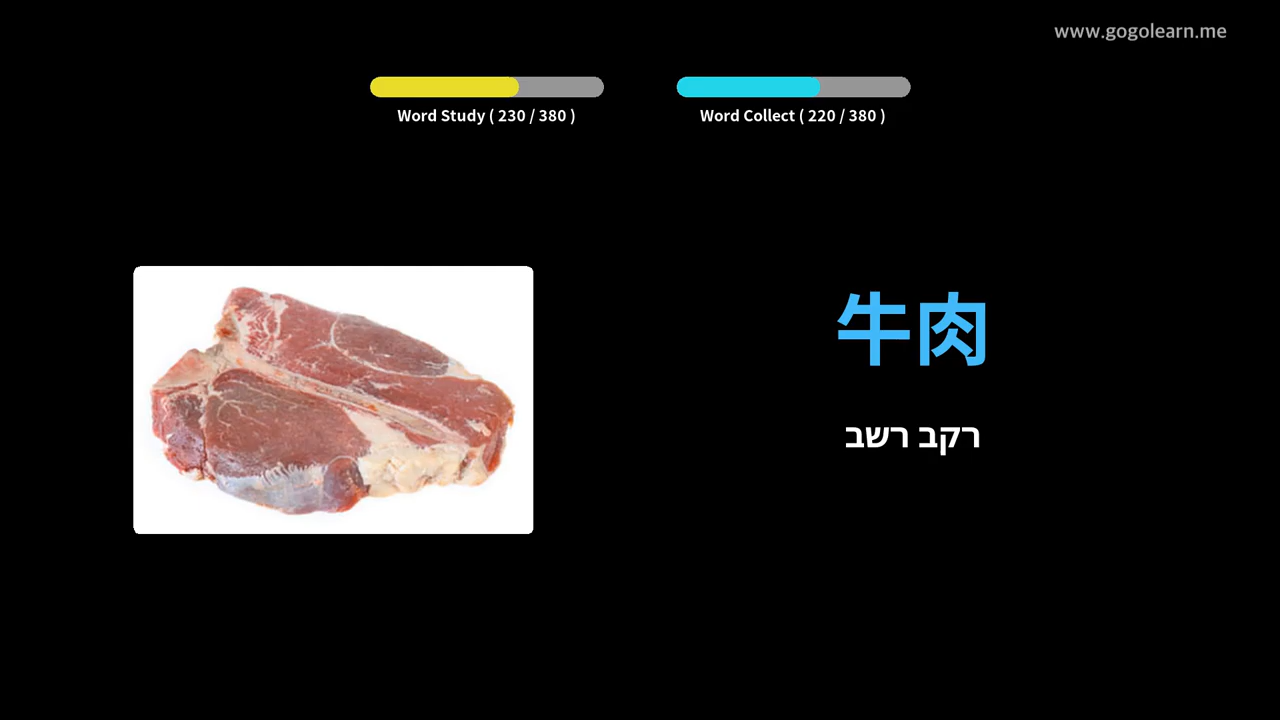 www.gogolearn.me
Word Study ( 230 / 380 )
Word Collect ( 220 / 380 )
牛肉
רקב רשב